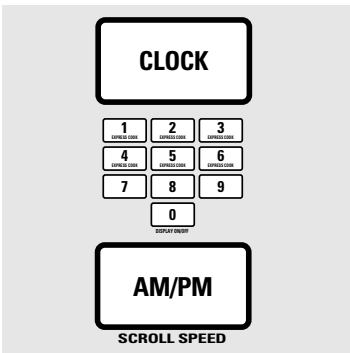 CLOCK
1 2 3
EXPRESS COOK EXPRESS COOK EXPRESS COOK
4 5 6
EXPRESS COOK EXPRESS COOK EXPRESS COOK
7 8 9
0
DISPLAY ON/OFF
AM/PM
SCROLL SPEED